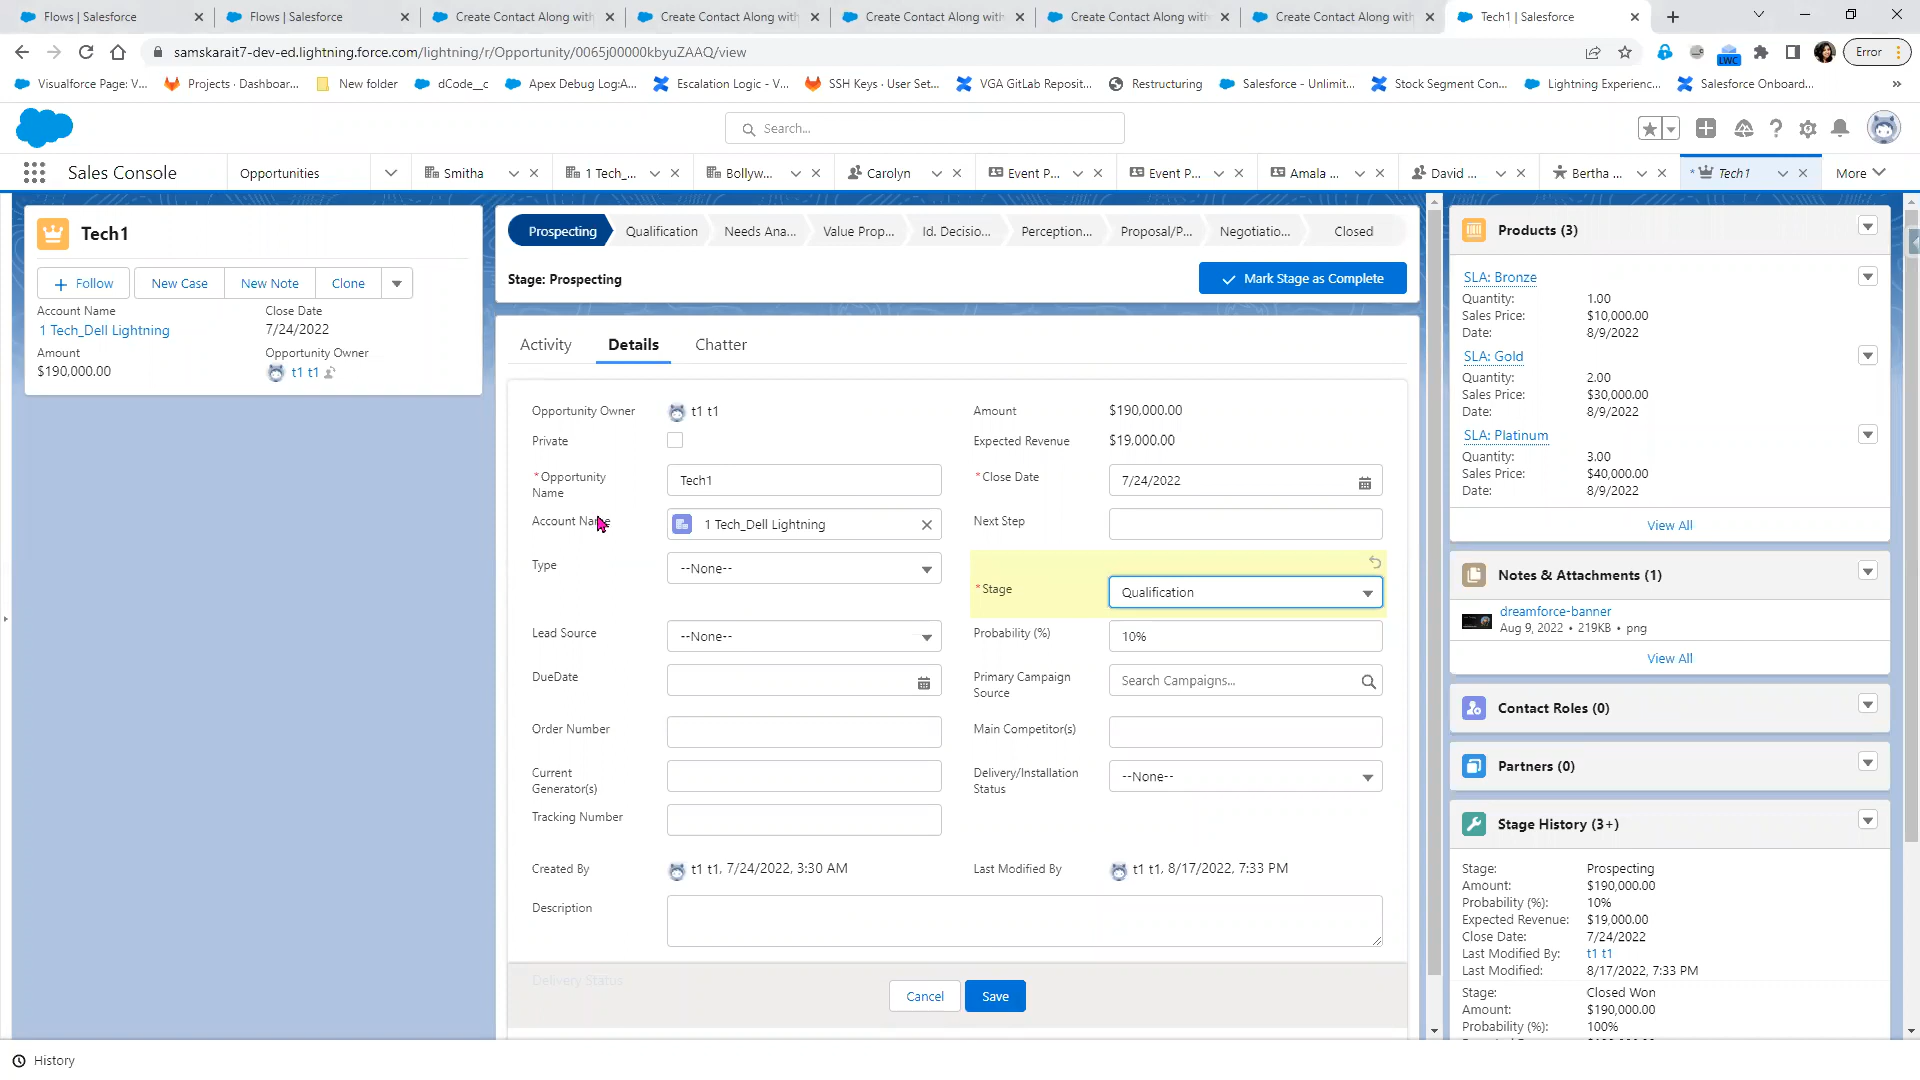 Flows | Salesforce
Flows | Salesforce
Create Contact Along with
Create Contact Along with
Create Contact Along with
Create Contact Along with
Create Contact Along with
Tech1 | Salesforce
samskarait7-dev-ed.lightning.force.com/lightning/r/Opportunity/0065j00000kbyuZAAQ/view
LWC
Error
Visualforce Page: V...
Projects · Dashboar...
New folder
dCode__c
Apex Debug Log:A...
Escalation Logic - V...
SSH Keys · User Set...
VGA GitLab Reposit...
Restructuring
Salesforce - Unlimit...
Stock Segment Con...
Lightning Experienc...
Salesforce Onboard...
Search...
Sales Console
Opportunities
Smitha
1 Tech_...
Bollyw...
Carolyn
Event P...
Event P...
Amala ...
David ...
Bertha ...
* Tech1
More
Tech1
Follow
New Case
New Note
Clone
Account Name
1 Tech_Dell Lightning
Close Date
7/24/2022
Amount
$190,000.00
Opportunity Owner
t1 t1
Prospecting
Qualification
Needs Ana...
Value Prop...
Id. Decisio...
Perception...
Proposal/P...
Negotiatio...
Closed
Stage: Prospecting
Mark Stage as Complete
Activity
Details
Chatter
Opportunity Owner
t1 t1
Amount
$190,000.00
Private
Expected Revenue
$19,000.00
*Opportunity
Name
Tech1
*Close Date
7/24/2022
Account Name
1 Tech_Dell Lightning
Next Step
Type
--None--
*Stage
Qualification
Lead Source
--None--
Probability (%)
10%
DueDate
Primary Campaign
Source
Search Campaigns...
Order Number
Main Competitor(s)
Current
Generator(s)
Delivery/Installation
Status
--None--
Tracking Number
Created By
t1 t1, 7/24/2022, 3:30 AM
Last Modified By
t1 t1, 8/17/2022, 7:33 PM
Description
Delivery Status
Cancel
Save
Products (3)
SLA: Bronze
Quantity: 1.00
Sales Price: $10,000.00
Date: 8/9/2022
SLA: Gold
Quantity: 2.00
Sales Price: $30,000.00
Date: 8/9/2022
SLA: Platinum
Quantity: 3.00
Sales Price: $40,000.00
Date: 8/9/2022
View All
Notes & Attachments (1)
dreamforce-banner
Aug 9, 2022 • 219KB • png
View All
Contact Roles (0)
Partners (0)
Stage History (3+)
Stage: Prospecting
Amount: $190,000.00
Probability (%): 10%
Expected Revenue: $19,000.00
Close Date: 7/24/2022
Last Modified By: t1 t1
Last Modified: 8/17/2022, 7:33 PM
Stage: Closed Won
Amount: $190,000.00
Probability (%): 100%
History